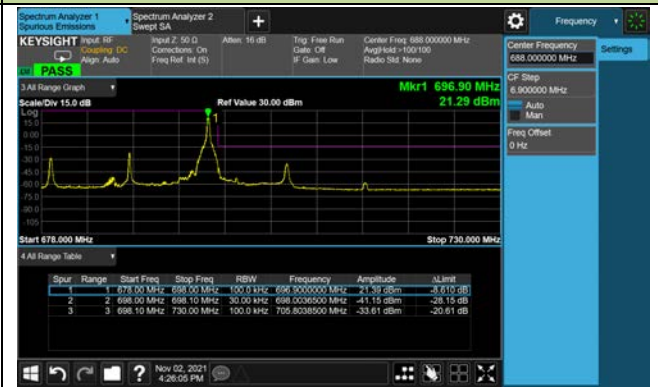 Spectrum Analyzer 1
Spurious Emissions
Spectrum Analyzer 2
Swept SA
+
Frequency
KEYSIGHT
Input: RF
Coupling: DC
Align: Auto
Input Z: 50 Ω
Corrections: On
Freq Ref: Int (S)
Atten: 16 dB
Trig: Free Run
Gate: Off
IF Gain: Low
Center Freq: 688.000000 MHz
Avg|Hold:>100/100
Radio Std: None
PASS
Center Frequency
688.000000 MHz
Settings
CF Step
6.900000 MHz
Auto
Man
Freq Offset
0 Hz
3 All Range Graph
Scale/Div 15.0 dB
Ref Value 30.00 dBm
Mkr1 696.90 MHz
21.29 dBm
Log
15.0
0.00
-15.0
-30.0
-45.0
-60.0
-75.0
-90.0
-105
1
Start 678.000 MHz
Stop 730.000 MHz
4 All Range Table
Spur Range Start Freq Stop Freq RBW Frequency Amplitude ΔLimit
1 1 678.00 MHz 698.00 MHz 100.0 kHz 696.9000000 MHz 21.39 dBm -8.610 dB
2 2 698.00 MHz 698.10 MHz 30.00 kHz 698.0036500 MHz -41.15 dBm -28.15 dB
3 3 698.10 MHz 730.00 MHz 100.0 kHz 705.8038500 MHz -33.61 dBm -20.61 dB
?
Nov 02, 2021
4:26:05 PM